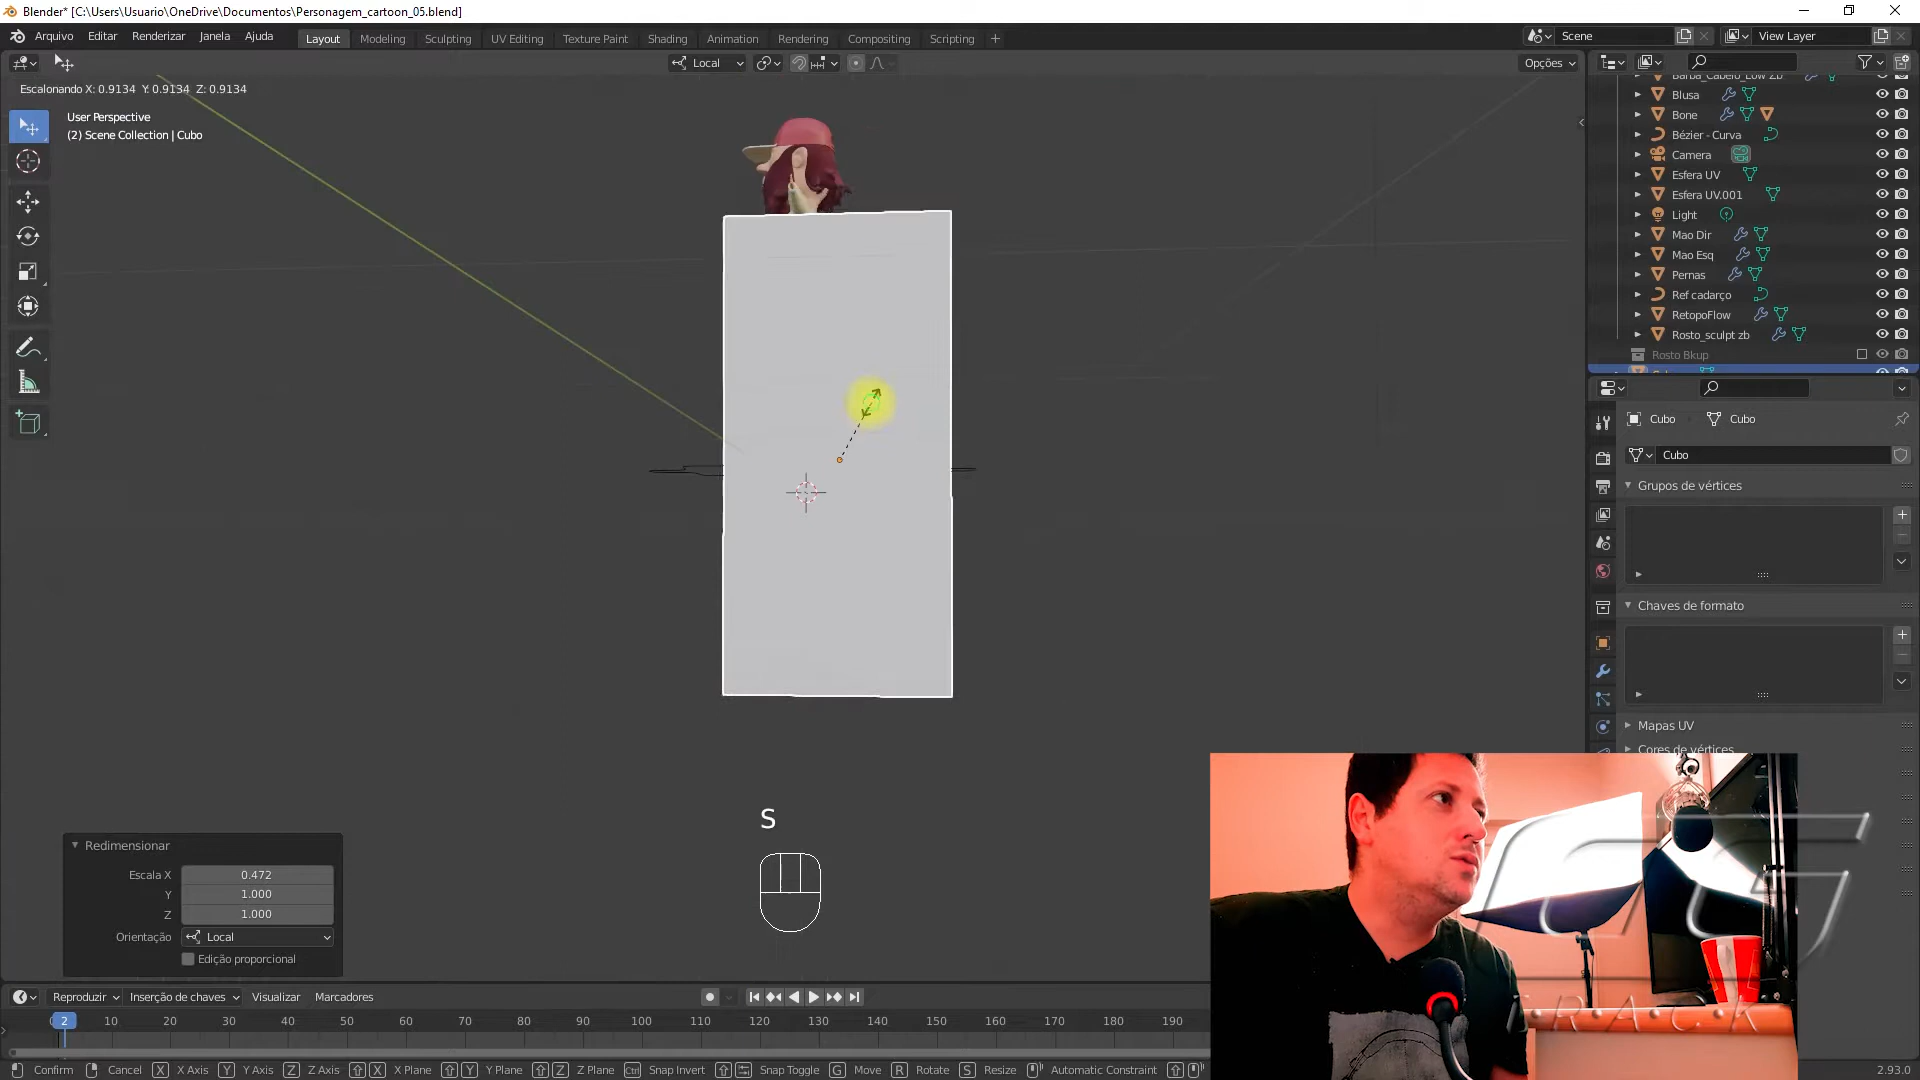 Blender* [C:\Users\Usuario\OneDrive\Documentos\Personagem_cartoon_05.blend]
Arquivo Editar Renderizar Janela Ajuda Layout Modeling Sculpting UV Editing Texture Paint Shading Animation Rendering Compositing Scripting Scene View Layer
Local Opções
Escalonando X: 0.9134 Y: 0.9134 Z: 0.9134
User Perspective
(2) Scene Collection | Cubo
Barba_Cabelo_Low Zb
Blusa
Bone
Bézier - Curva
Camera
Esfera UV
Esfera UV.001
Light
Mao Dir
Mao Esq
Pernas
Ref cadarço
RetopoFlow
Rosto_sculpt zb
Rosto Bkup
Cubo Cubo
Cubo
Grupos de vértices
Chaves de formato
Mapas UV
Cores de vértices
S
Redimensionar
Escala X 0.472
Y 1.000
Z 1.000
Orientação Local
Edição proporcional
Reproduzir Inserção de chaves Visualizar Marcadores
2 10 20 30 40 50 60 70 80 90 100 110 120 130 140 150 160 170 180 190
Confirm Cancel X X Axis Y Y Axis Z Z Axis X X Plane Y Y Plane Z Z Plane Ctrl Snap Invert Snap Toggle G Move R Rotate S Resize Automatic Constraint
2.93.0